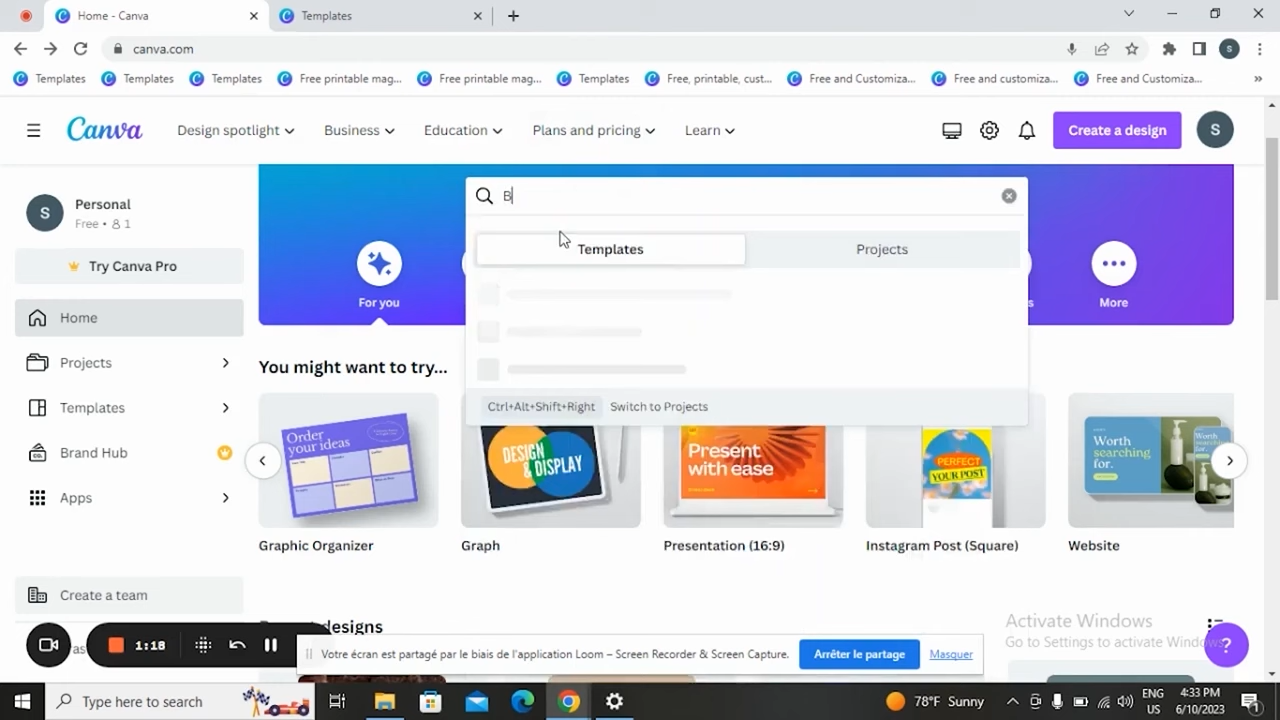 Home - Canva
Templates
canva.com
Templates
Templates
Templates
Free printable mag...
Free printable mag...
Templates
Free, printable, cust...
Free and Customiza...
Free and customiza...
Free and Customiza...
Canva
Design spotlight
Business
Education
Plans and pricing
Learn
Create a design
S
S
Personal
Free • 1
Try Canva Pro
Home
Projects
Templates
Brand Hub
Apps
Create a team
B
Templates
Projects
Ctrl+Alt+Shift+Right
Switch to Projects
For you
More
You might want to try...
Order
your ideas
DESIGN
& DISPLAY
Present
with ease
PERFECT
YOUR POST
Worth
searching
for.
Worth
searching
for.
Graphic Organizer
Graph
Presentation (16:9)
Instagram Post (Square)
Website
designs
Activate Windows
Go to Settings to activate Windows
?
1:18
Votre écran est partagé par le biais de l'application Loom – Screen Recorder & Screen Capture.
Arrêter le partage
Masquer
Type here to search
78°F Sunny
ENG
US
4:33 PM
6/10/2023
1